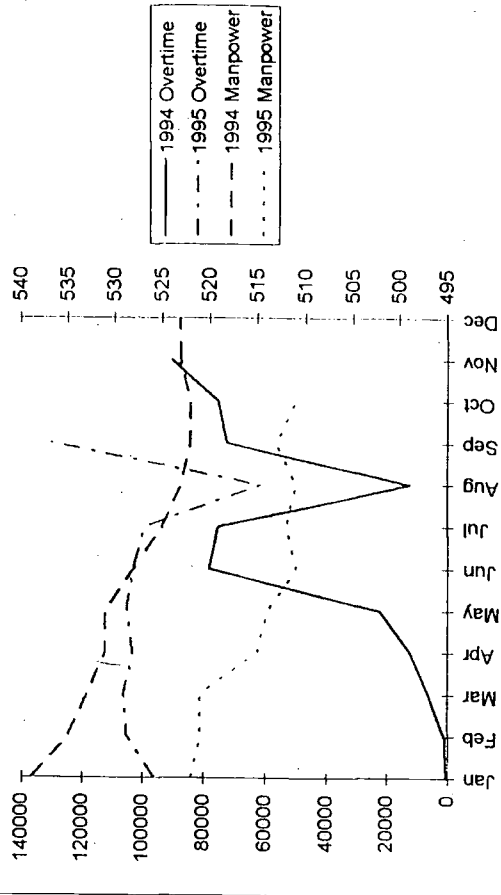 1994 Overtime
1995 Overtime
1994 Manpower
1995 Manpower
140000
120000
100000
80000
60000
40000
20000
0
540
535
530
525
520
515
510
505
500
495
Jan
Feb
Mar
Apr
May
Jun
Jul
Aug
Sep
Oct
Nov
Dec